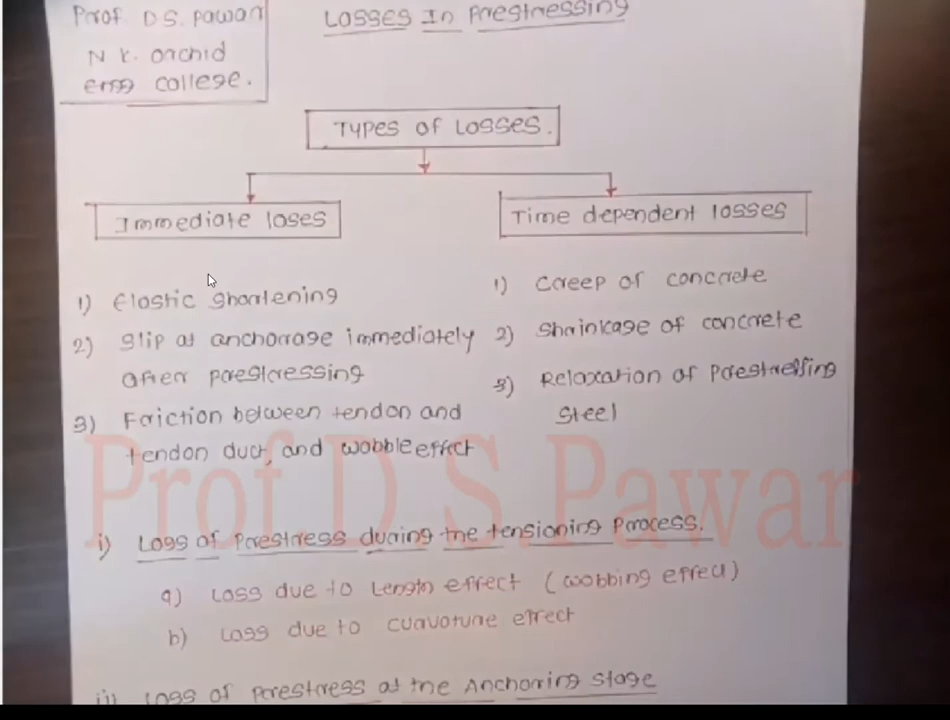 Prof D.S. Pawar
Losses In Prestressing
N K. orchid
Engg college.
Types of Losses.
Immediate loses
Time dependent losses
1) Elastic shortening
1) Creep of concrete
2) Slip at anchorage immediately
after prestressing
2) Shrinkage of concrete
3) Relaxation of Prestressing
Steel
3) Friction between tendon and
tendon duct, and wobble effect
Prof.D.S.Pawar
i) Loss of Prestress during the tensioning Process.
a) Loss due to Length effect (wobbing effect)
b) Loss due to curvature effect
ii) Loss of Prestress at the Anchoring stage